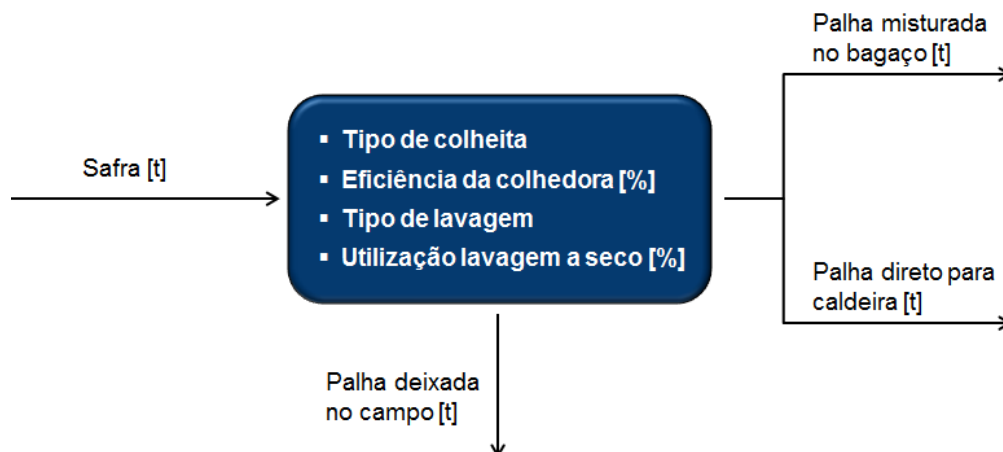 Palha misturada
no bagaço [t]
Safra [t]
▪ Tipo de colheita
▪ Eficiência da colhedora [%]
▪ Tipo de lavagem
▪ Utilização lavagem a seco [%]
Palha direto para
caldeira [t]
Palha deixada
no campo [t]